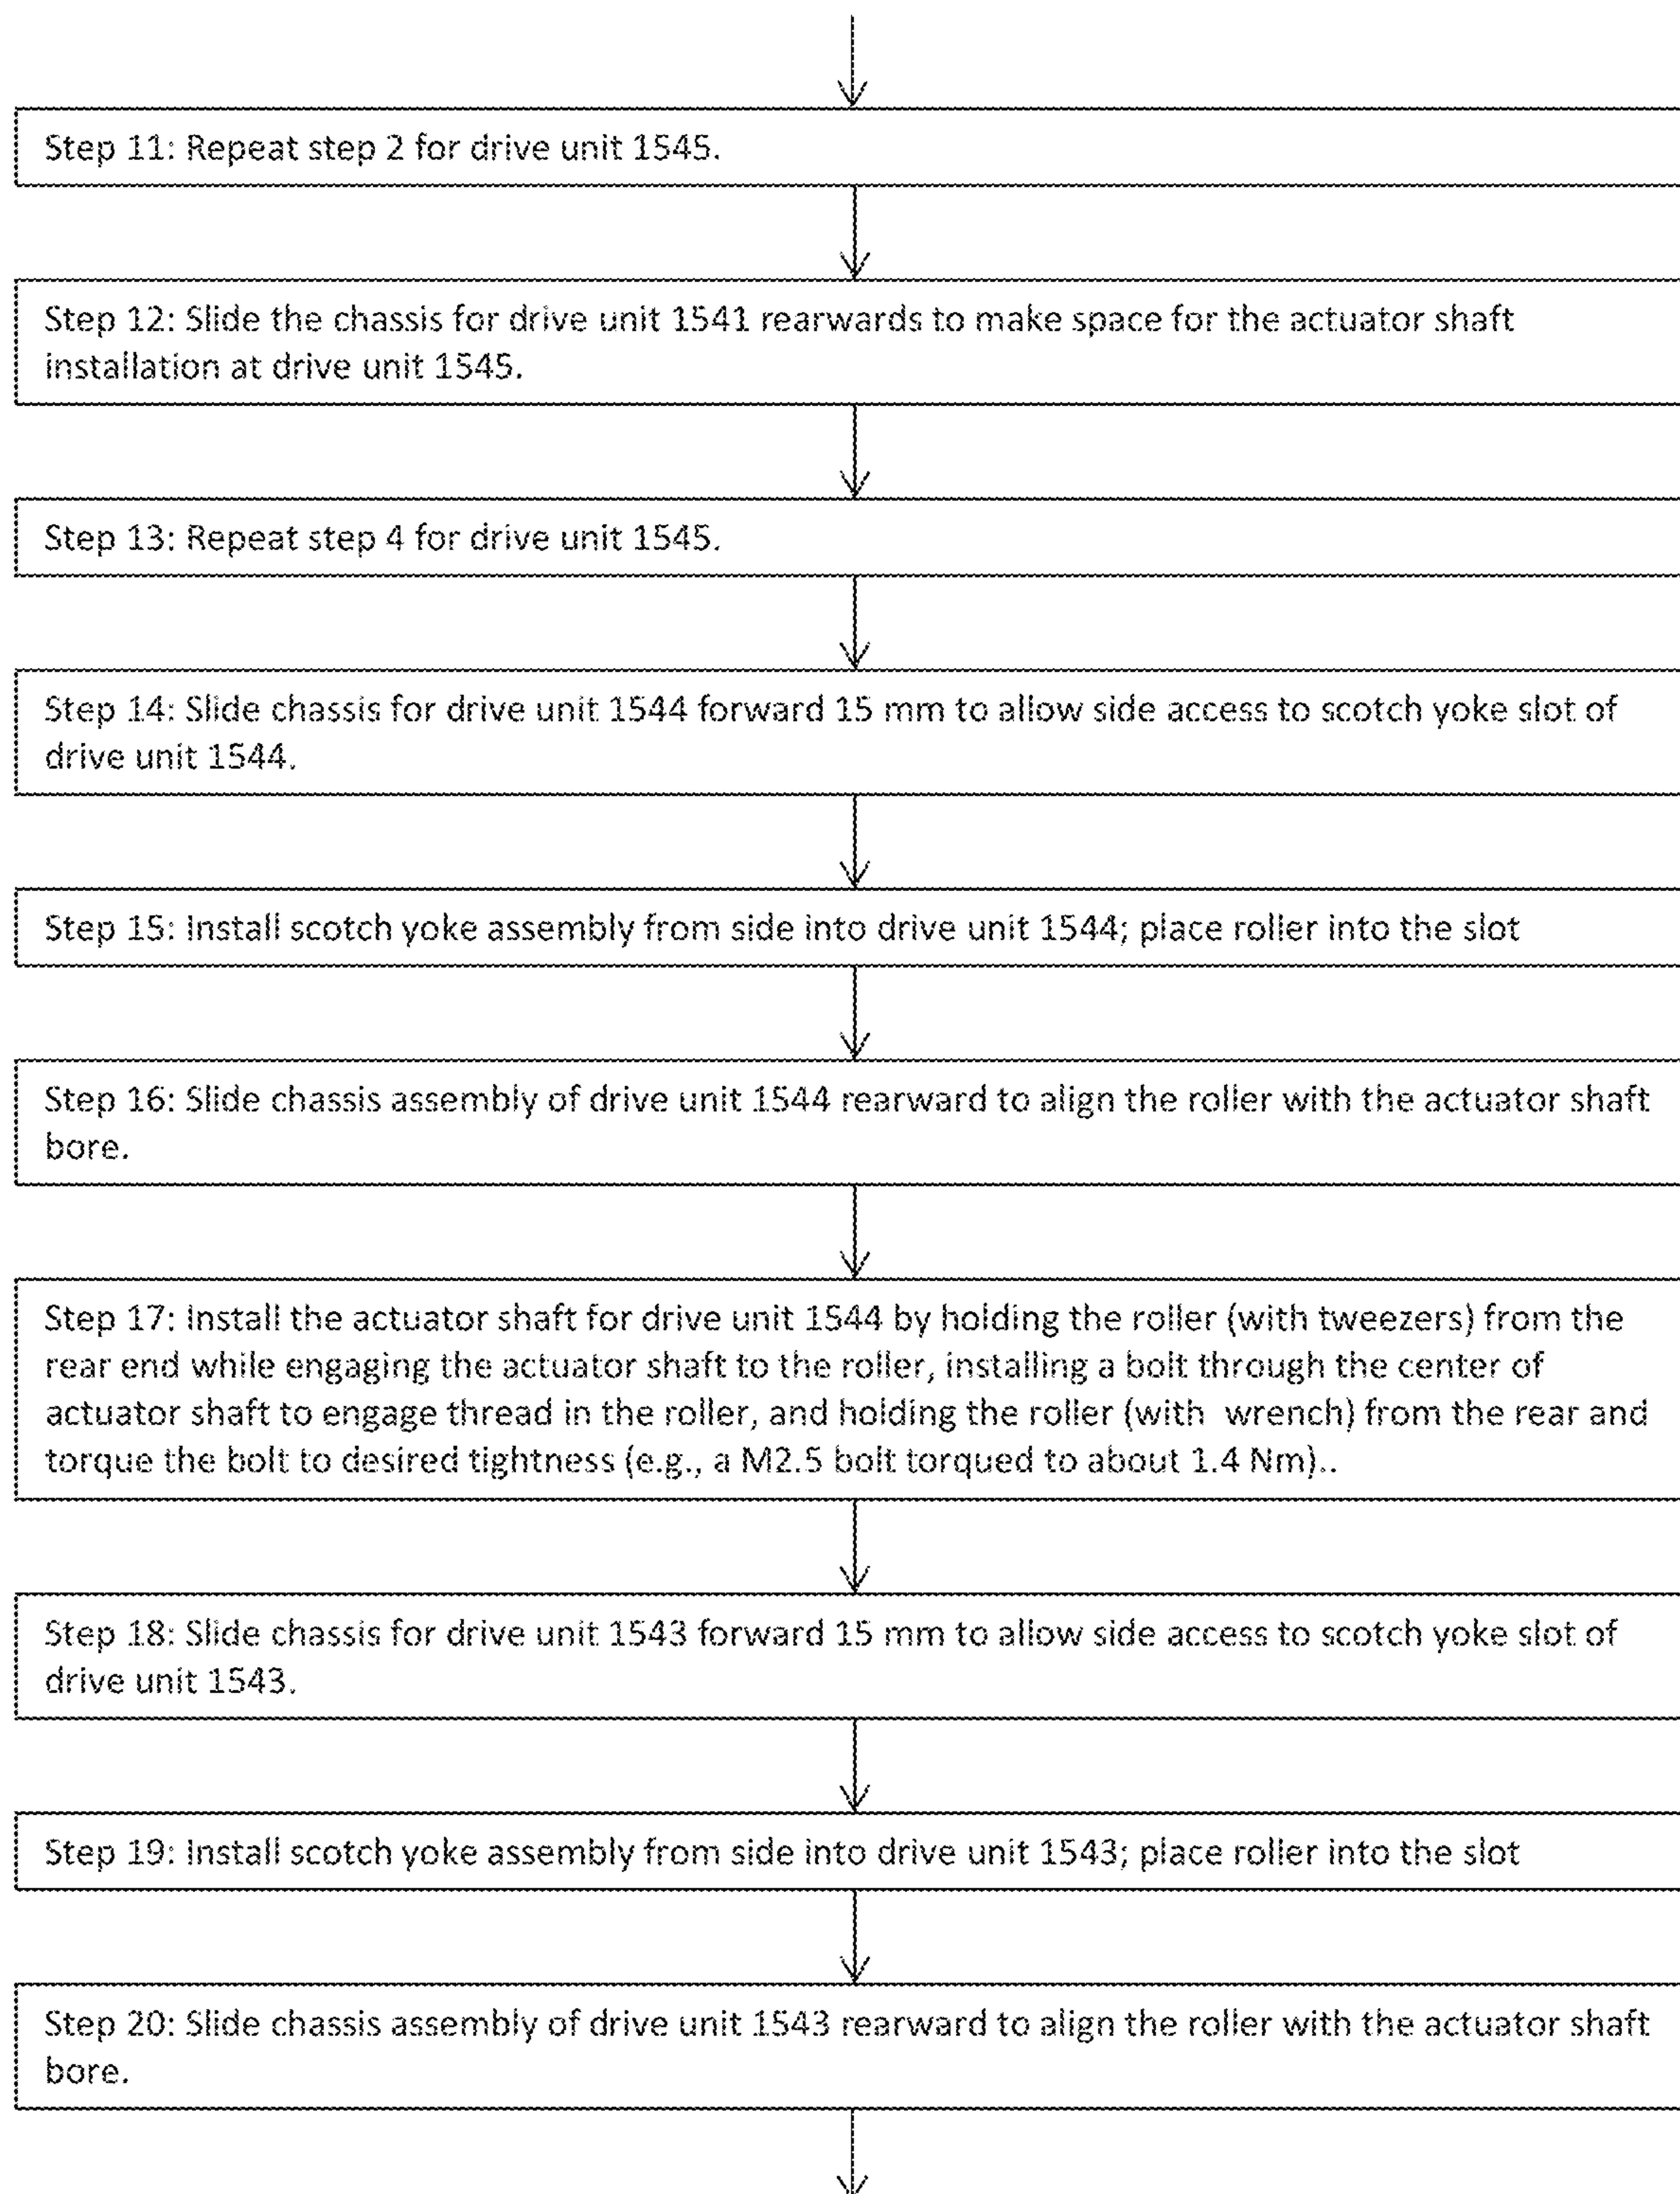 Step 11: Repeat step 2 for drive unit 1545.
Step 12: Slide the chassis for drive unit 1541 rearwards to make space for the actuator shaft
installation at drive unit 1545.
Step 13: Repeat step 4 for drive unit 1545.
Step 14: Slide chassis for drive unit 1544 forward 15 mm to allow side access to scotch yoke slot of
drive unit 1544.
Step 15: Install scotch yoke assembly from side into drive unit 1544; place roller into the slot
Step 16: Slide chassis assembly of drive unit 1544 rearward to align the roller with the actuator shaft
bore.
Step 17: Install the actuator shaft for drive unit 1544 by holding the roller (with tweezers) from the
rear end while engaging the actuator shaft to the roller, installing a bolt through the center of
actuator shaft to engage thread in the roller, and holding the roller (with  wrench) from the rear and
torque the bolt to desired tightness (e.g., a M2.5 bolt torqued to about 1.4 Nm)..
Step 18: Slide chassis for drive unit 1543 forward 15 mm to allow side access to scotch yoke slot of
drive unit 1543.
Step 19: Install scotch yoke assembly from side into drive unit 1543; place roller into the slot
Step 20: Slide chassis assembly of drive unit 1543 rearward to align the roller with the actuator shaft
bore.